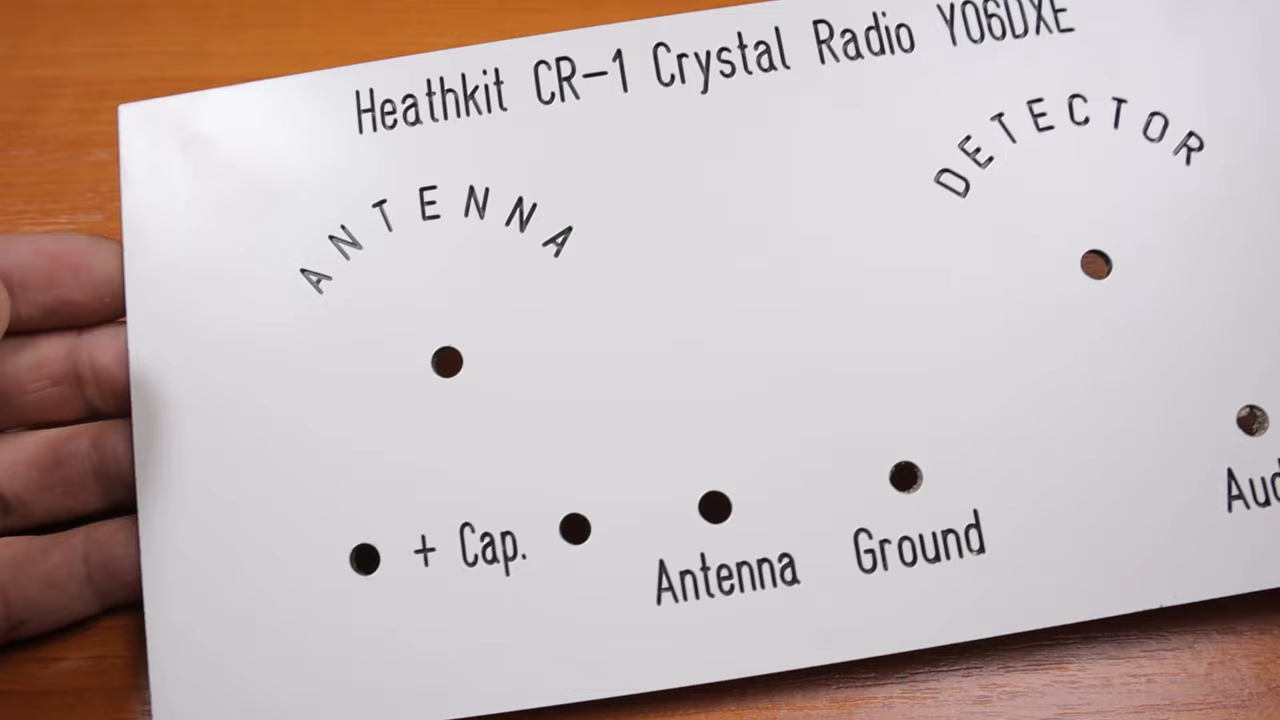 Heathkit CR-1 Crystal Radio YO6DXE
ANTENNA
DETECTOR
+ Cap.
Antenna
Ground